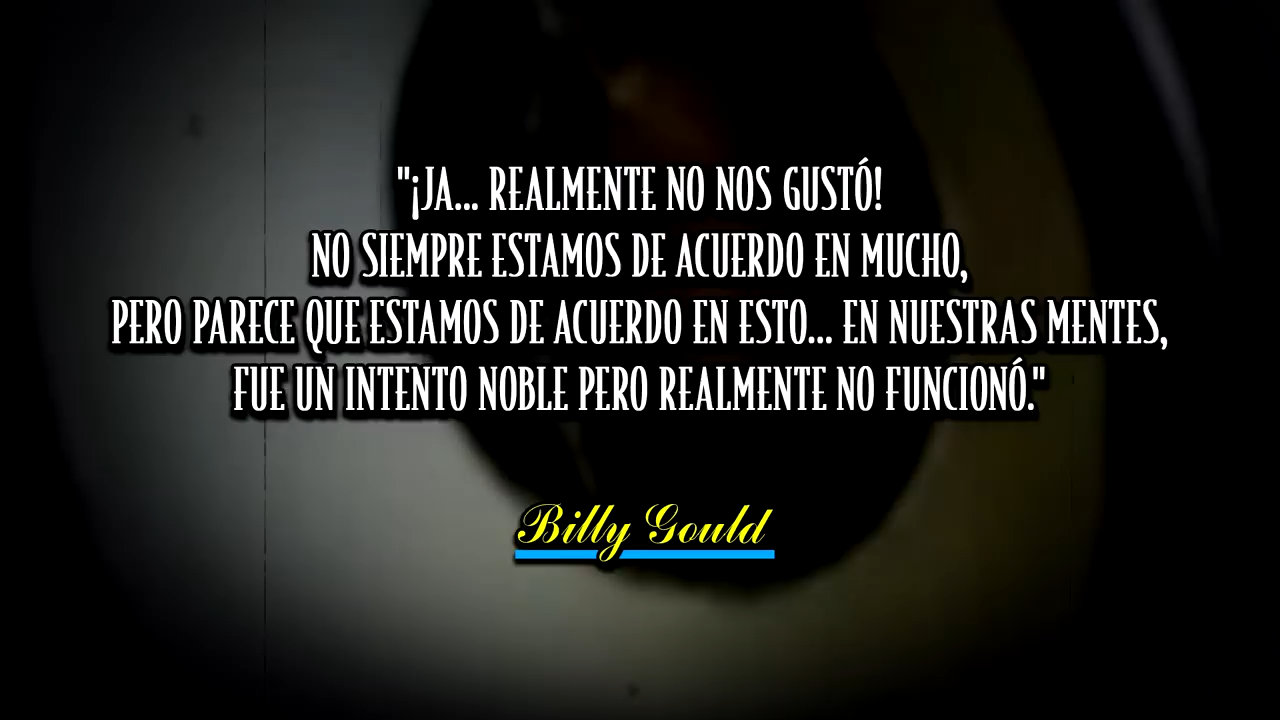 "¡JA... REALMENTE NO NOS GUSTÓ!
NO SIEMPRE ESTAMOS DE ACUERDO EN MUCHO,
PERO PARECE QUE ESTAMOS DE ACUERDO EN ESTO... EN NUESTRAS MENTES,
FUE UN INTENTO NOBLE PERO REALMENTE NO FUNCIONÓ."
Billy Gould